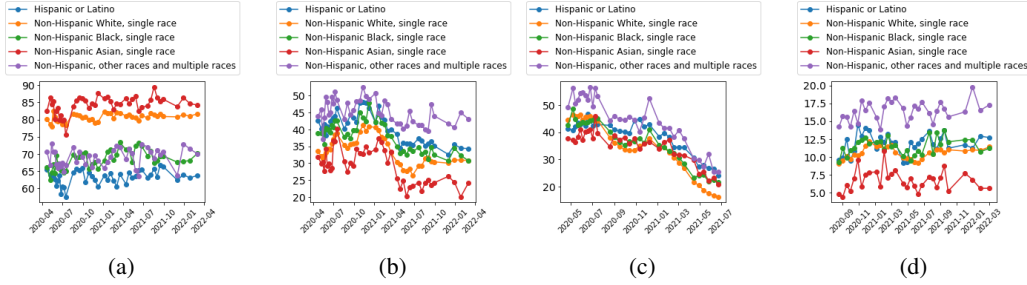 Hispanic or Latino
Non-Hispanic White, single race
Non-Hispanic Black, single race
Non-Hispanic Asian, single race
Non-Hispanic, other races and multiple races
90
85
80
75
70
65
60
2020-04
2020-07
2020-10
2021-01
2021-04
2021-07
2021-10
2022-01
2022-04
(a)
Hispanic or Latino
Non-Hispanic White, single race
Non-Hispanic Black, single race
Non-Hispanic Asian, single race
Non-Hispanic, other races and multiple races
50
45
40
35
30
25
20
2020-04
2020-07
2020-10
2021-01
2021-04
2021-07
2021-10
2022-01
2022-04
(b)
Hispanic or Latino
Non-Hispanic White, single race
Non-Hispanic Black, single race
Non-Hispanic Asian, single race
Non-Hispanic, other races and multiple races
50
40
30
20
2020-05
2020-07
2020-09
2020-11
2021-01
2021-03
2021-05
2021-07
(c)
Hispanic or Latino
Non-Hispanic White, single race
Non-Hispanic Black, single race
Non-Hispanic Asian, single race
Non-Hispanic, other races and multiple races
20.0
17.5
15.0
12.5
10.0
7.5
5.0
2020-09
2020-11
2021-01
2021-03
2021-05
2021-07
2021-09
2021-11
2022-01
2022-03
(d)